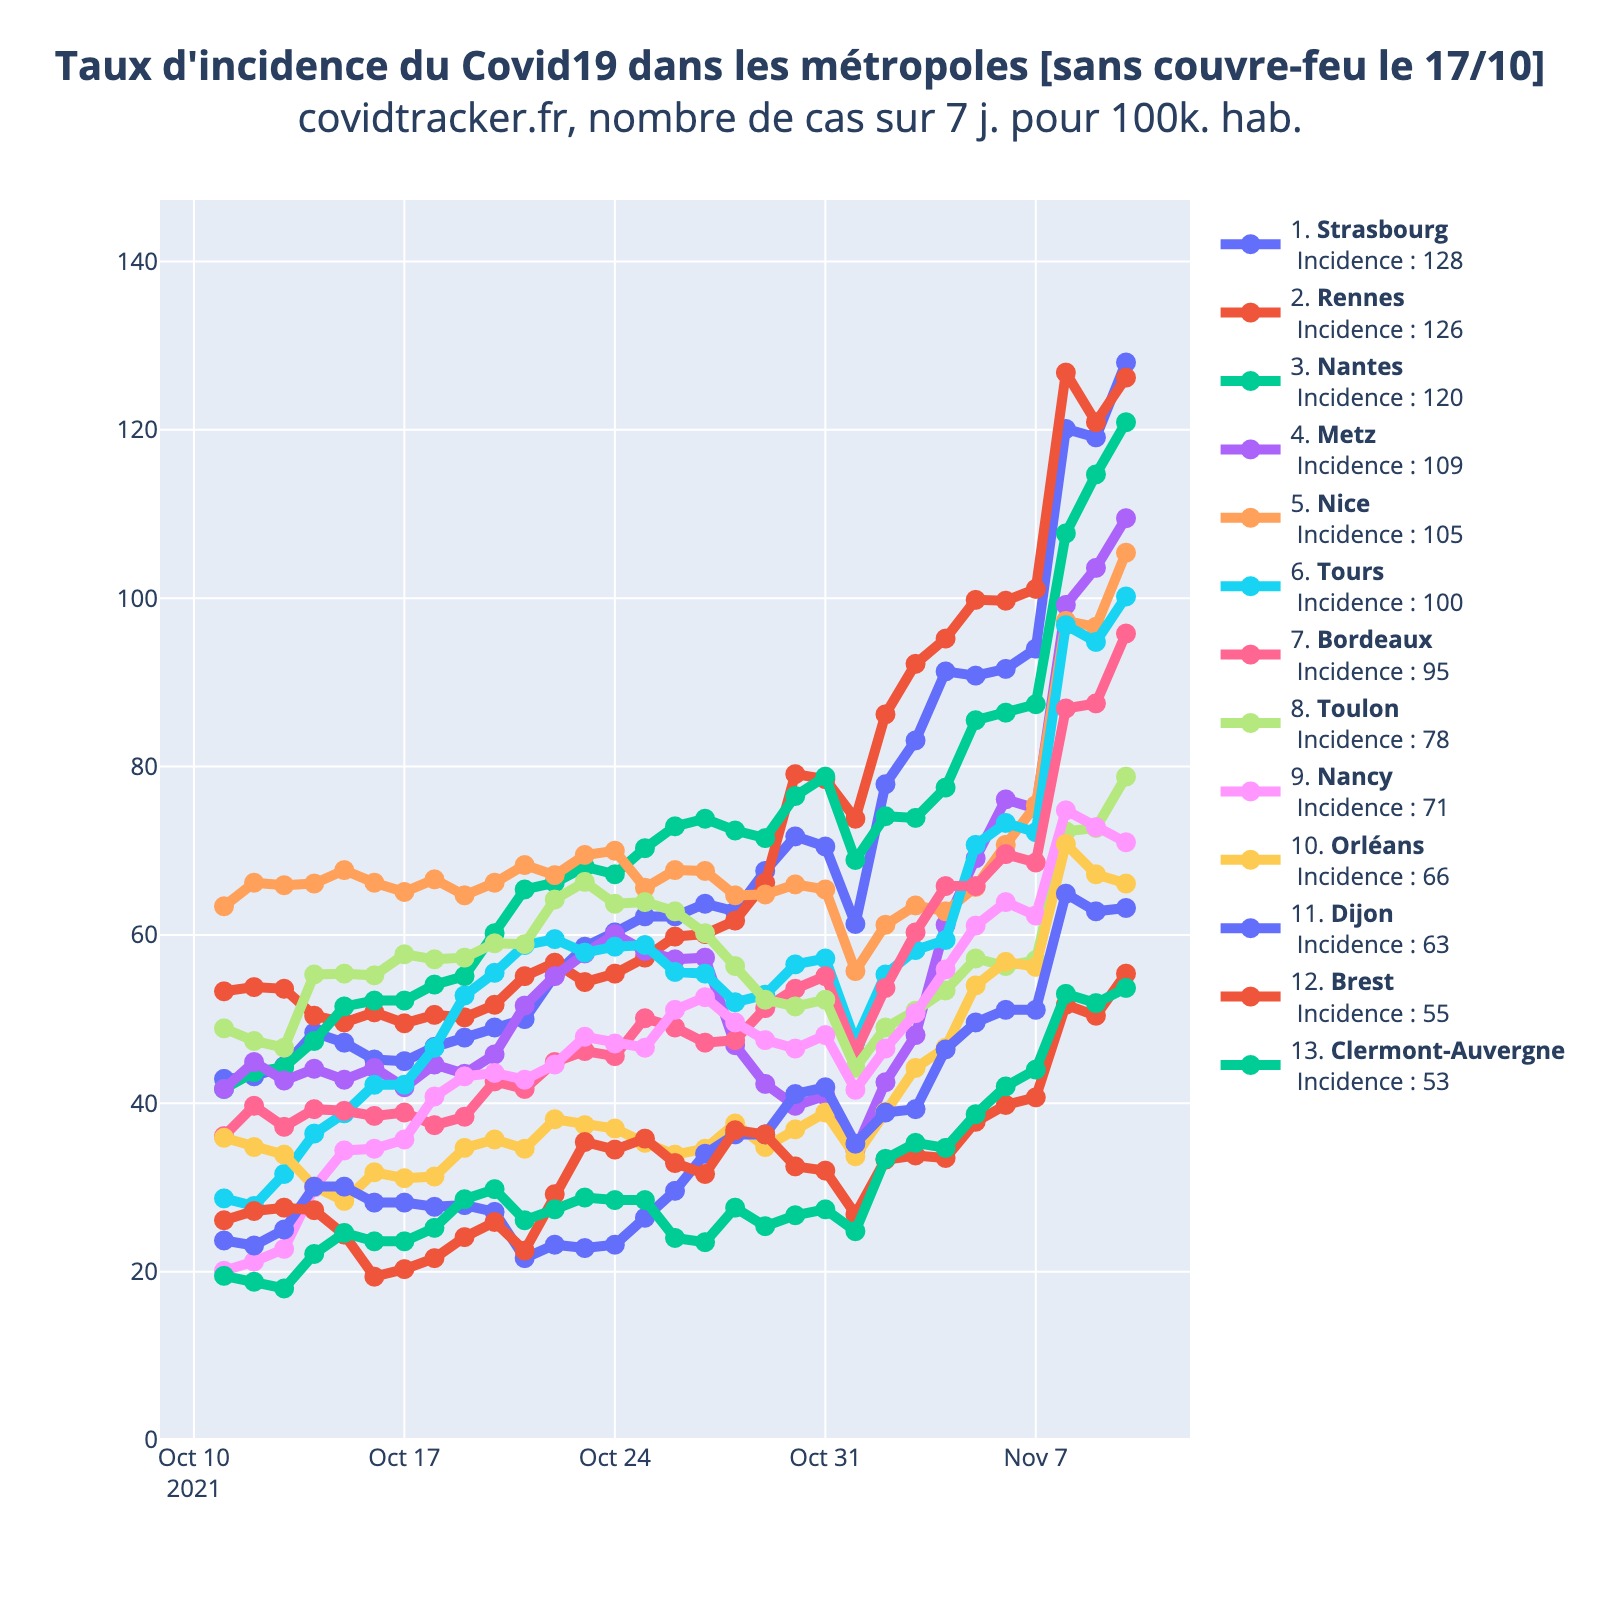 Taux d'incidence du Covid19 dans les métropoles [sans couvre-feu le 17/10]
covidtracker.fr, nombre de cas sur 7 j. pour 100k. hab.
140
120
100
80
60
40
20
0
Oct 10
2021
Oct 17
Oct 24
Oct 31
Nov 7
1. Strasbourg
Incidence : 128
2. Rennes
Incidence : 126
3. Nantes
Incidence : 120
4. Metz
Incidence : 109
5. Nice
Incidence : 105
6. Tours
Incidence : 100
7. Bordeaux
Incidence : 95
8. Toulon
Incidence : 78
9. Nancy
Incidence : 71
10. Orléans
Incidence : 66
11. Dijon
Incidence : 63
12. Brest
Incidence : 55
13. Clermont-Auvergne
Incidence : 53